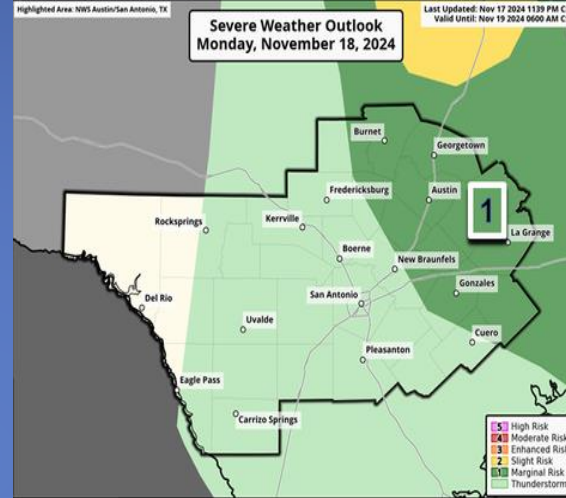 Highlighted Area: NWS Austin/San Antonio, TX
Last Updated: Nov 17 2024 1139 PM C
Valid Until: Nov 19 2024 0600 AM C
Severe Weather Outlook
Monday, November 18, 2024
Burnet
Georgetown
Fredericksburg
Austin
1
Rocksprings
Kerrville
La Grange
Boerne
New Braunfels
Del Rio
San Antonio
Gonzales
Uvalde
Cuero
Pleasanton
Eagle Pass
Carrizo Springs
5 High Risk
4 Moderate Risk
3 Enhanced Risk
2 Slight Risk
1 Marginal Risk
Thunderstorm